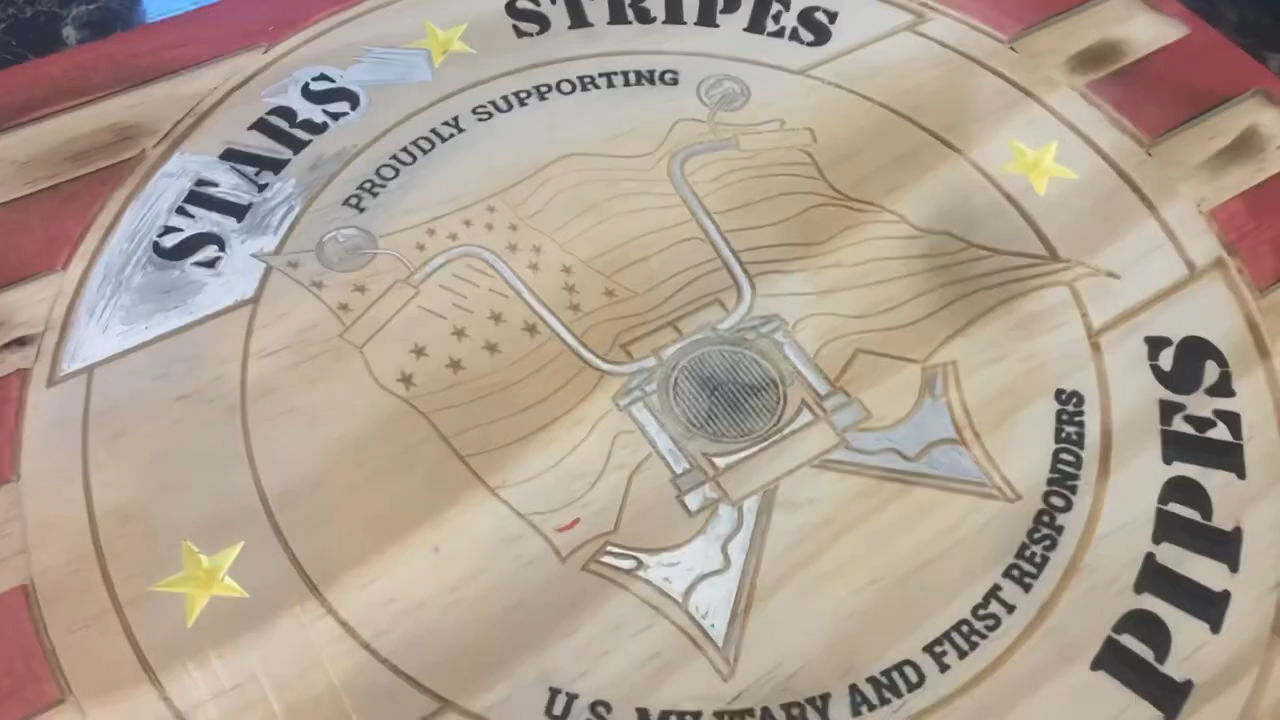 STARS
STRIPES
PIPES
PROUDLY SUPPORTING
U.S. MILITARY AND FIRST RESPONDERS